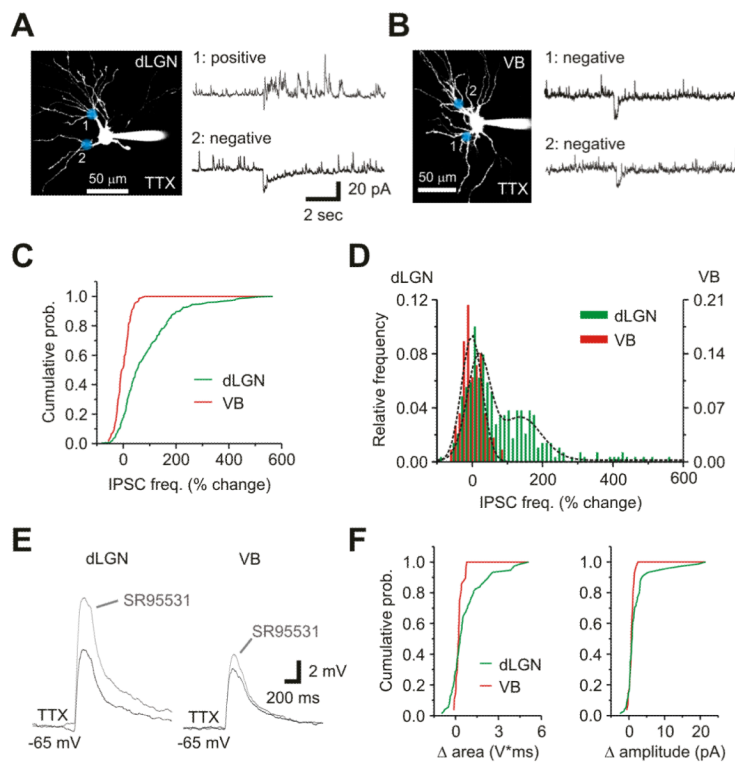 A
dLGN
1
2
50 μm
TTX
1: positive
2: negative
20 pA
2 sec
B
VB
2
1
50 μm
TTX
1: negative
2: negative
C
Cumulative prob.
1.0
0.8
0.6
0.4
0.2
0.0
dLGN
VB
0 200 400 600
IPSC freq. (% change)
D
dLGN
VB
Relative frequency
0.12
0.08
0.04
0.00
0.21
0.14
0.07
0.00
dLGN
VB
0 200 400 600
IPSC freq. (% change)
E
dLGN
VB
SR95531
SR95531
2 mV
200 ms
TTX
-65 mV
TTX
-65 mV
F
Cumulative prob.
1.0
0.8
0.6
0.4
0.2
0.0
dLGN
VB
0 3 6
Δ area (V*ms)
1.0
0.8
0.6
0.4
0.2
0.0
0 10 20
Δ amplitude (pA)